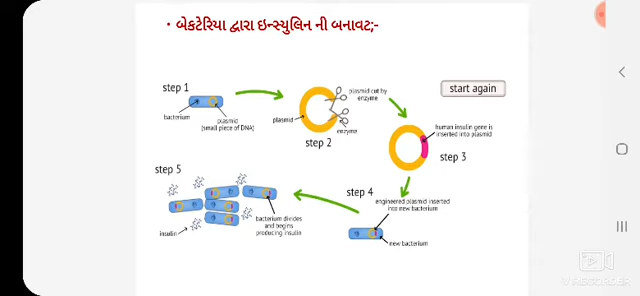 • બેકટેરિયા દ્વારા ઇન્સ્યુલિન ની બનાવટ;-
step 1
bacterium
plasmid
(small piece of DNA)
plasmid
plasmid cut by
enzyme
enzyme
step 2
start again
human insulin gene is
inserted into plasmid
step 3
step 4
engineered plasmid inserted
into new bacterium
new bacterium
step 5
insulin
bacterium divides
and begins
producing insulin